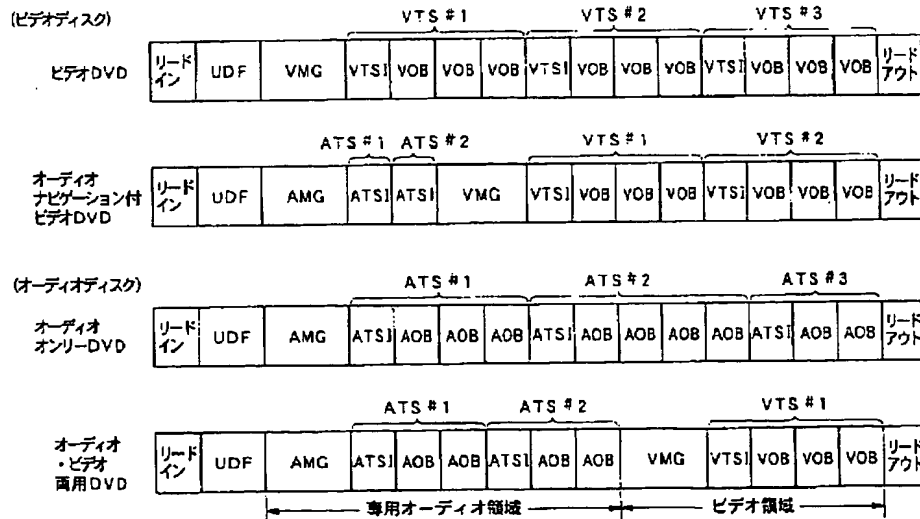 (ビデオディスク)
VTS #1 VTS #2 VTS #3
ビデオDVD リードイン UDF VMG VTSI VOB VOB VOB VTSI VOB VOB VOB VTSI VOB VOB VOB リードアウト
ATS #1 ATS #2 VTS #1 VTS #2
オーディオナビゲーション付ビデオDVD リードイン UDF AMG ATSI ATSI VMG VTSI VOB VOB VOB VTSI VOB VOB VOB リードアウト
(オーディオディスク)
ATS #1 ATS #2 ATS #3
オーディオオンリーDVD リードイン UDF AMG ATSI AOB AOB AOB ATSI AOB AOB AOB AOB ATSI AOB AOB リードアウト
ATS #1 ATS #2 VTS #1
オーディオ・ビデオ両用DVD リードイン UDF AMG ATSI AOB AOB ATSI AOB AOB VMG VTSI VOB VOB VOB リードアウト
専用オーディオ領域 ビデオ領域